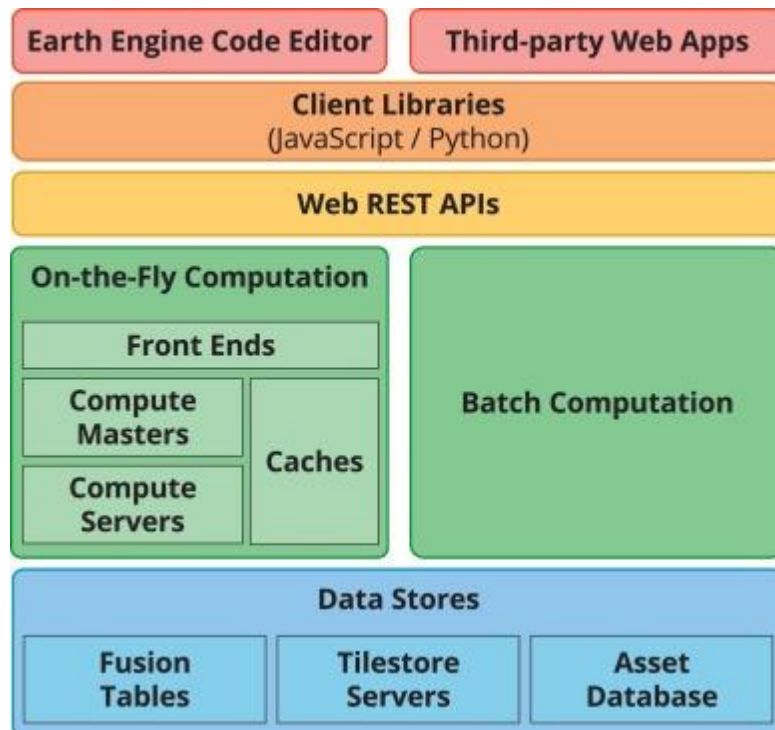 Earth Engine Code Editor
Third-party Web Apps
Client Libraries
(JavaScript / Python)
Web REST APIs
On-the-Fly Computation
Front Ends
Compute
Masters
Caches
Compute
Servers
Batch Computation
Data Stores
Fusion
Tables
Tilestore
Servers
Asset
Database